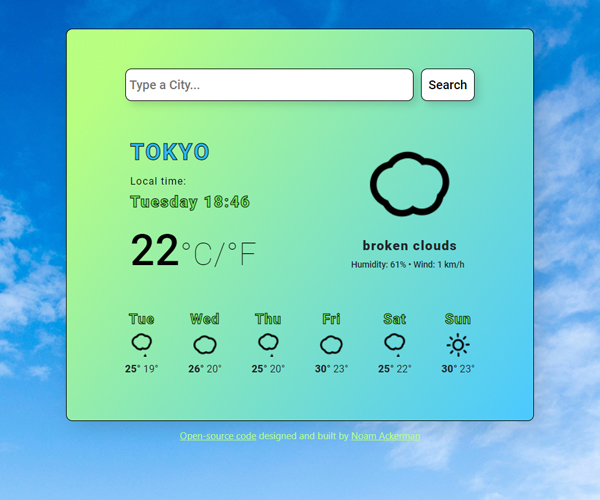 Type a City... Search
TOKYO
Local time:
Tuesday 18:46
22°C/°F
broken clouds
Humidity: 61% • Wind: 1 km/h
Tue Wed Thu Fri Sat Sun
25° 19° 26° 20° 25° 20° 30° 23° 25° 22° 30° 23°
Open-source code designed and built by Noam Ackerman